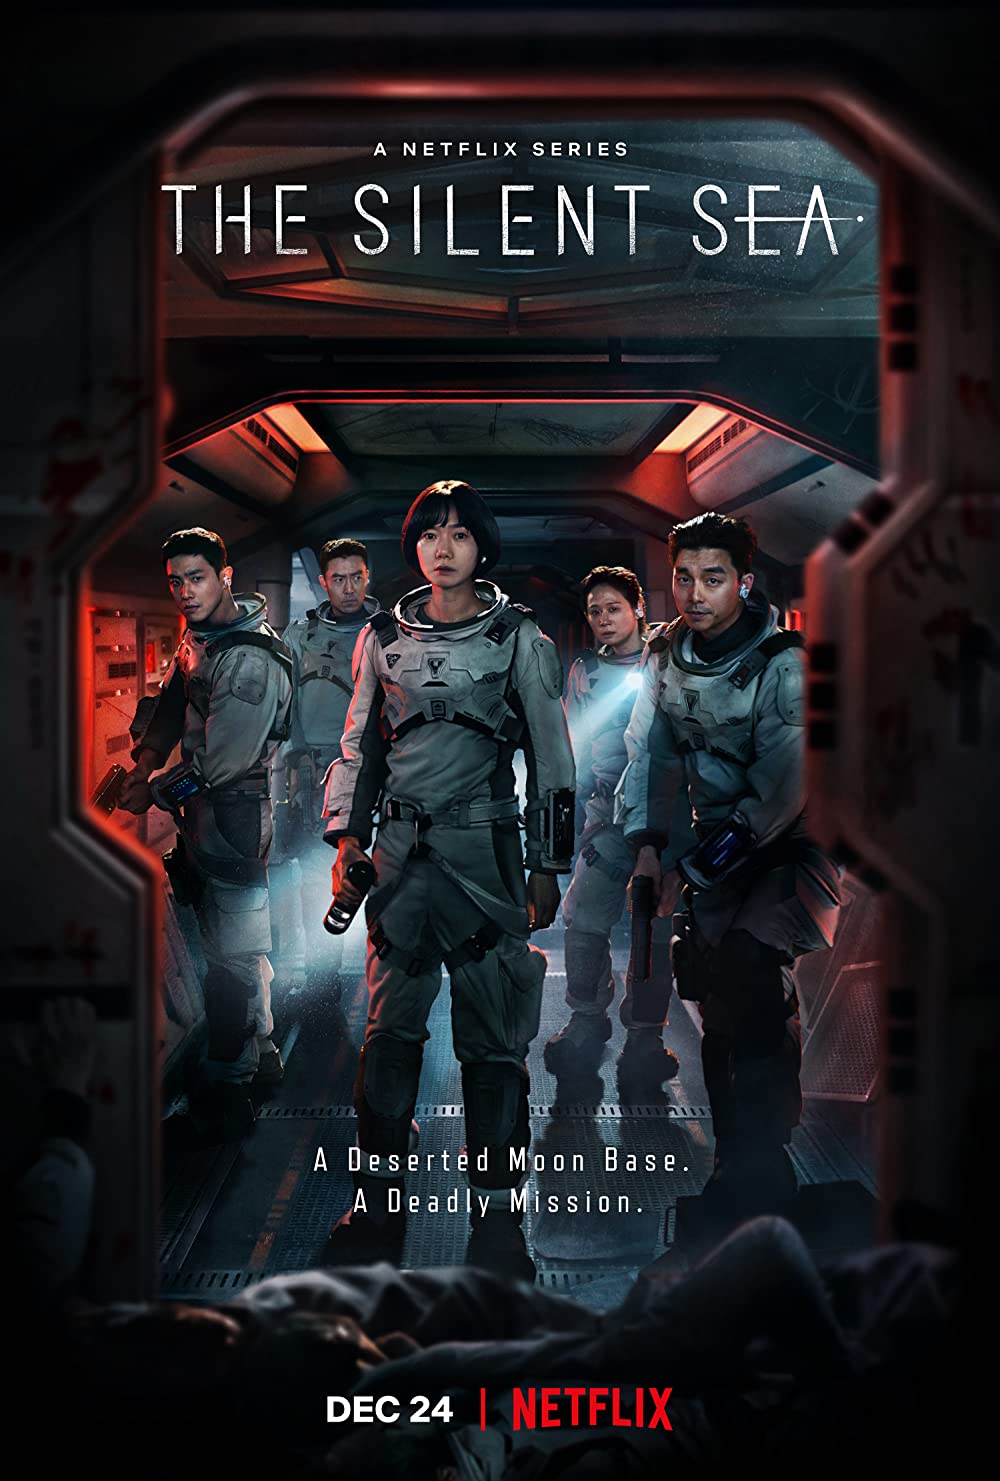 A NETFLIX SERIES
THE SILENT SEA
A Deserted Moon Base.
A Deadly Mission.
DEC 24 | NETFLIX